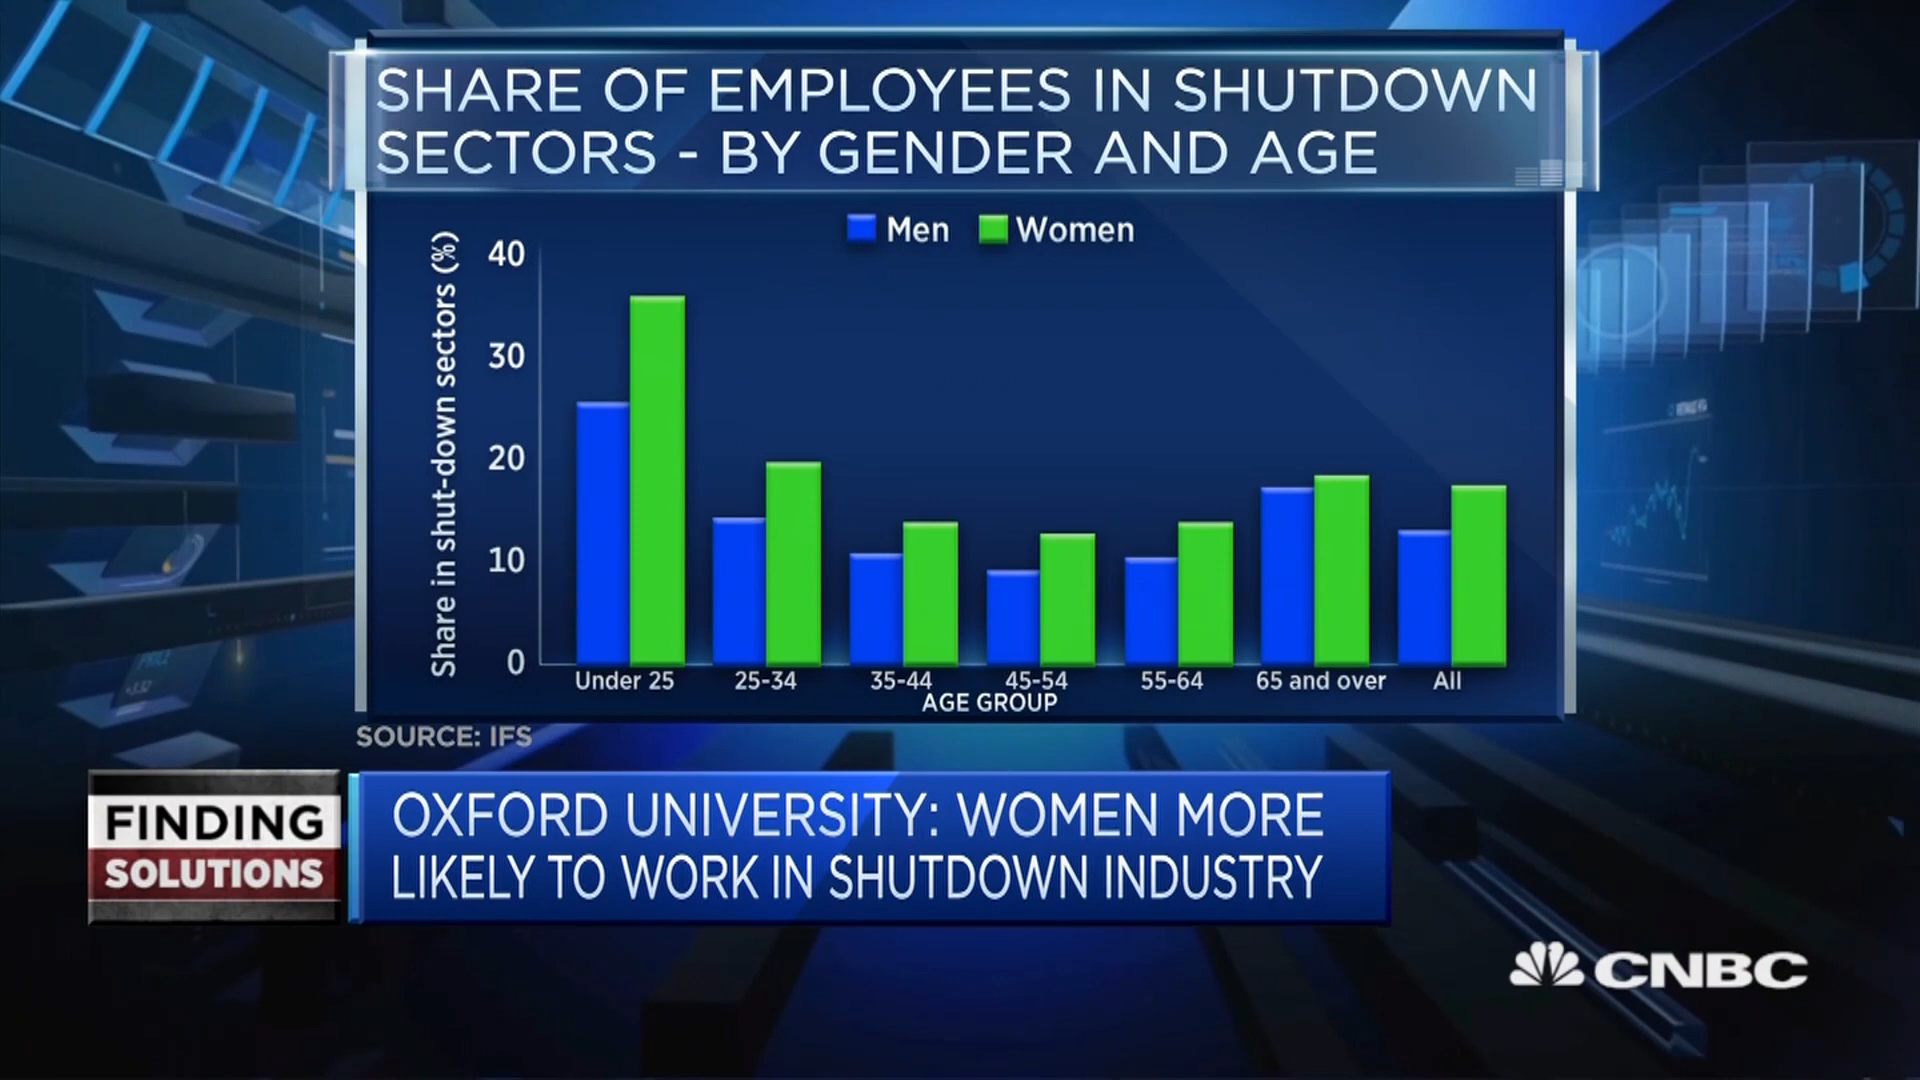 SHARE OF EMPLOYEES IN SHUTDOWN
SECTORS - BY GENDER AND AGE
Men Women
Share in shut-down sectors (%)
40
30
20
10
0
Under 25 25-34 35-44 45-54 55-64 65 and over All
AGE GROUP
SOURCE: IFS
FINDING
SOLUTIONS
OXFORD UNIVERSITY: WOMEN MORE
LIKELY TO WORK IN SHUTDOWN INDUSTRY
CNBC
PRICE